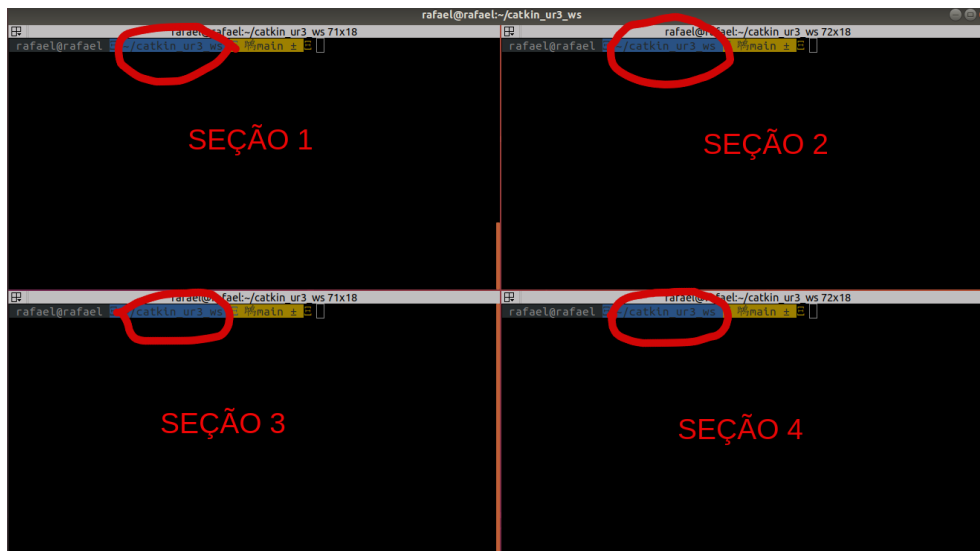 rafael@rafael:~/catkin_ur3_ws
rafael@rafael:~/catkin_ur3_ws 71x18
rafael@rafael ~/catkin_ur3_ws main ±
SEÇÃO 1
rafael@rafael:~/catkin_ur3_ws 72x18
rafael@rafael ~/catkin_ur3_ws main ±
SEÇÃO 2
rafael@rafael:~/catkin_ur3_ws 71x18
rafael@rafael ~/catkin_ur3_ws main ±
SEÇÃO 3
rafael@rafael:~/catkin_ur3_ws 72x18
rafael@rafael ~/catkin_ur3_ws main ±
SEÇÃO 4